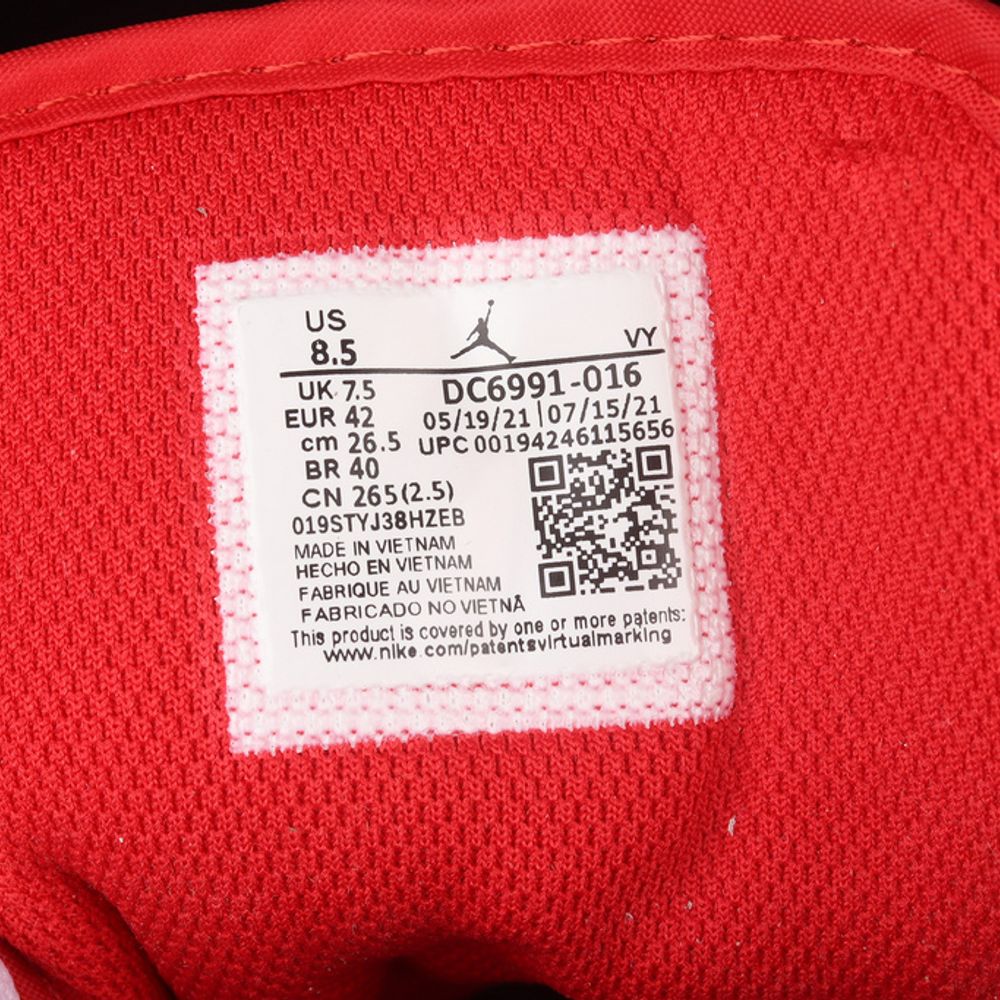 US
8.5
VY
UK 7.5
DC6991-016
EUR 42
05/19/21|07/15/21
cm 26.5
UPC 00194246115656
BR 40
CN 265(2.5)
019STYJ38HZEB
MADE IN VIETNAM
HECHO EN VIETNAM
FABRIQUE AU VIETNAM
FABRICADO NO VIETNÃ
This product is covered by one or more patents:
www.nike.com/patentsvirtualmarking